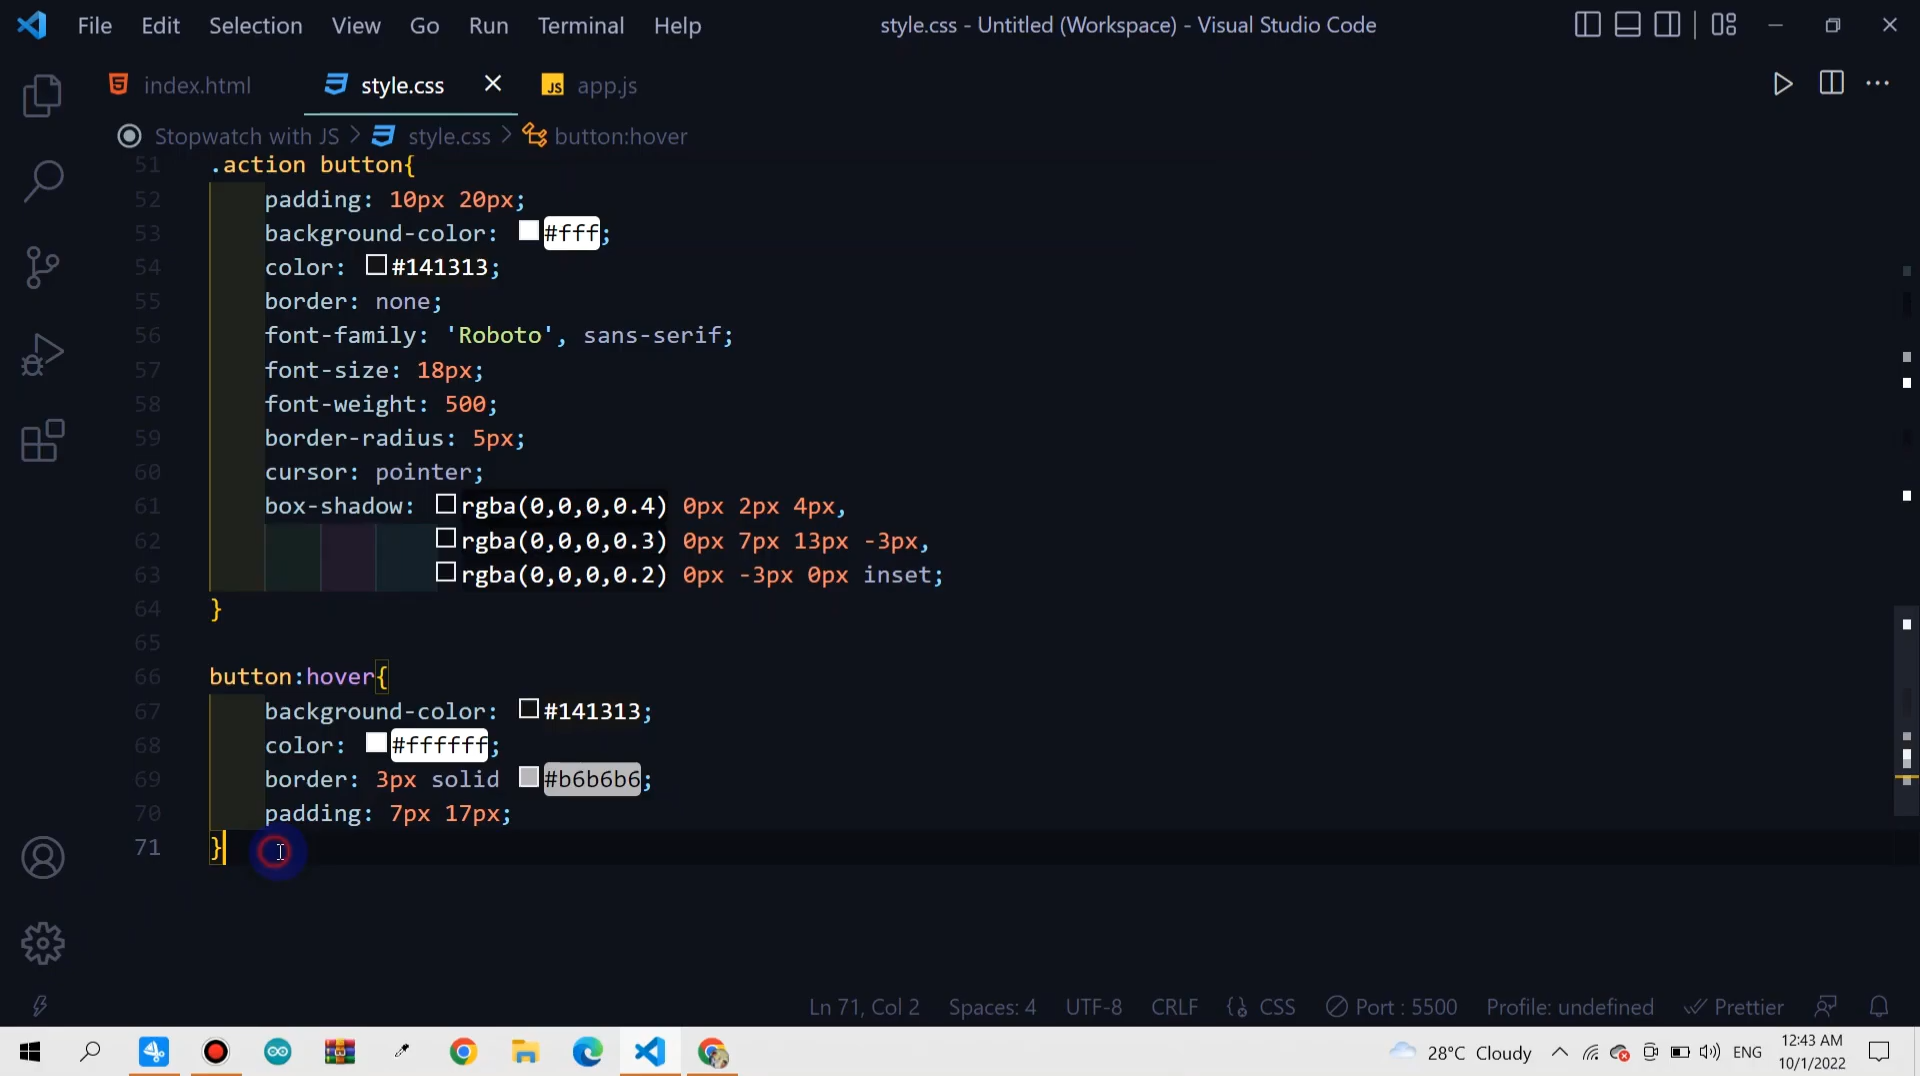 File Edit Selection View Go Run Terminal Help
style.css - Untitled (Workspace) - Visual Studio Code
index.html style.css app.js
Stopwatch with JS > style.css > button:hover
51 .action button{
52 padding: 10px 20px;
53 background-color: #fff;
54 color: #141313;
55 border: none;
56 font-family: 'Roboto', sans-serif;
57 font-size: 18px;
58 font-weight: 500;
59 border-radius: 5px;
60 cursor: pointer;
61 box-shadow: rgba(0,0,0,0.4) 0px 2px 4px,
62 rgba(0,0,0,0.3) 0px 7px 13px -3px,
63 rgba(0,0,0,0.2) 0px -3px 0px inset;
64 }
65
66 button:hover{
67 background-color: #141313;
68 color: #ffffff;
69 border: 3px solid #b6b6b6;
70 padding: 7px 17px;
71 }
Ln 71, Col 2 Spaces: 4 UTF-8 CRLF {} CSS Port : 5500 Profile: undefined Prettier
28°C Cloudy ENG
12:43 AM
10/1/2022